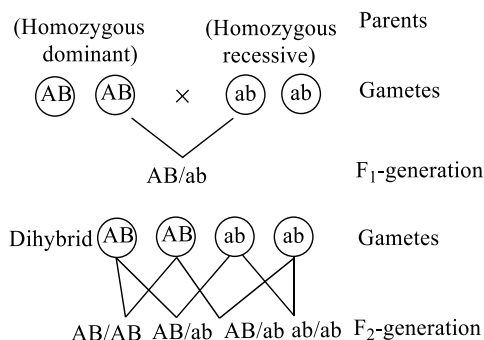 (Homozygous dominant) (Homozygous recessive) Parents
AB AB × ab ab Gametes
AB/ab F1-generation
Dihybrid AB AB ab ab Gametes
AB/AB AB/ab AB/ab ab/ab F2-generation